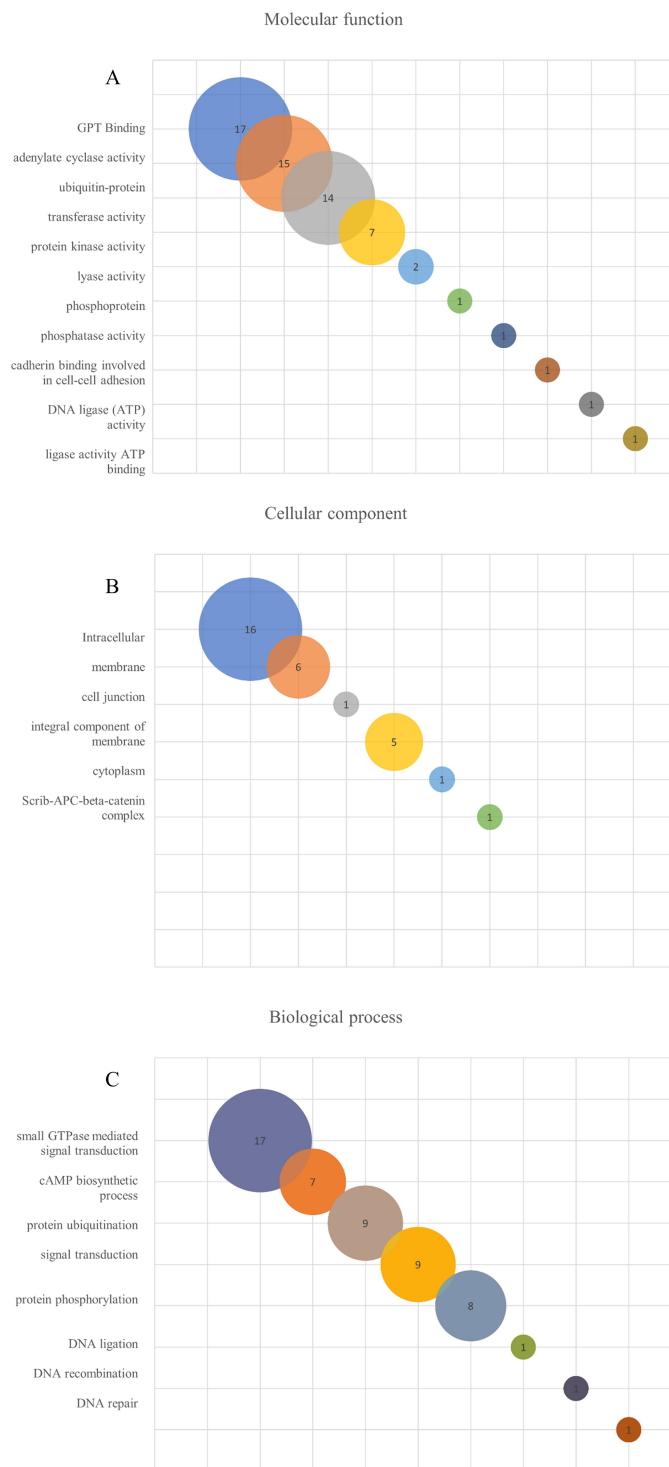 Molecular function
A
GPT Binding
17
adenylate cyclase activity
15
ubiquitin-protein
14
transferase activity
7
protein kinase activity
2
lyase activity
1
phosphoprotein
phosphatase activity
1
cadherin binding involved
in cell-cell adhesion
1
DNA ligase (ATP)
activity
1
ligase activity ATP
binding
1
Cellular component
B
Intracellular
16
membrane
6
cell junction
1
integral component of
membrane
5
cytoplasm
1
Scrib-APC-beta-catenin
complex
1
Biological process
C
small GTPase mediated
signal transduction
17
cAMP biosynthetic
process
7
protein ubiquitination
9
signal transduction
9
protein phosphorylation
8
DNA ligation
1
DNA recombination
1
DNA repair
1